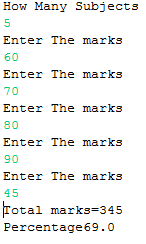 How Many Subjects
5
Enter The marks
60
Enter The marks
70
Enter The marks
80
Enter The marks
90
Enter The marks
45
Total marks=345
Percentage69.0